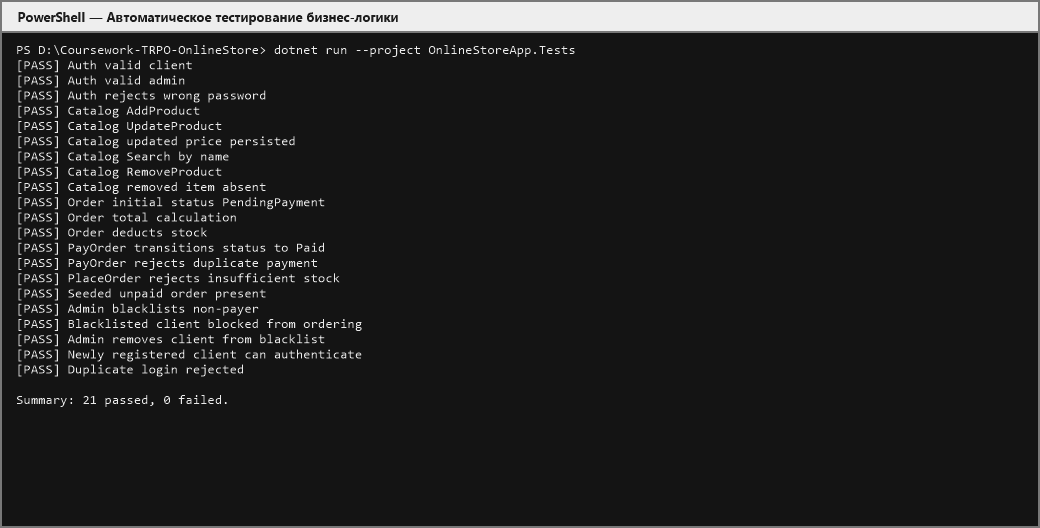 PowerShell — Автоматическое тестирование бизнес-логики
PS D:\Coursework-TRPO-OnlineStore> dotnet run --project OnlineStoreApp.Tests
[PASS] Auth valid client
[PASS] Auth valid admin
[PASS] Auth rejects wrong password
[PASS] Catalog AddProduct
[PASS] Catalog UpdateProduct
[PASS] Catalog updated price persisted
[PASS] Catalog Search by name
[PASS] Catalog RemoveProduct
[PASS] Catalog removed item absent
[PASS] Order initial status PendingPayment
[PASS] Order total calculation
[PASS] Order deducts stock
[PASS] PayOrder transitions status to Paid
[PASS] PayOrder rejects duplicate payment
[PASS] PlaceOrder rejects insufficient stock
[PASS] Seeded unpaid order present
[PASS] Admin blacklists non-payer
[PASS] Blacklisted client blocked from ordering
[PASS] Admin removes client from blacklist
[PASS] Newly registered client can authenticate
[PASS] Duplicate login rejected
Summary: 21 passed, 0 failed.